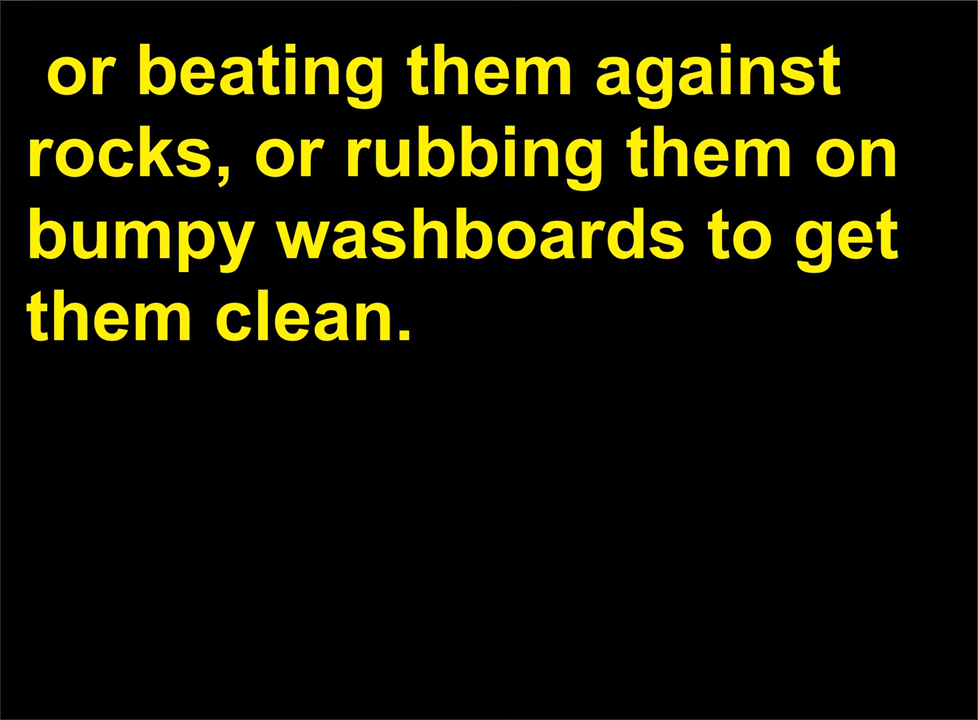 or beating them against
rocks, or rubbing them on
bumpy washboards to get
them clean.